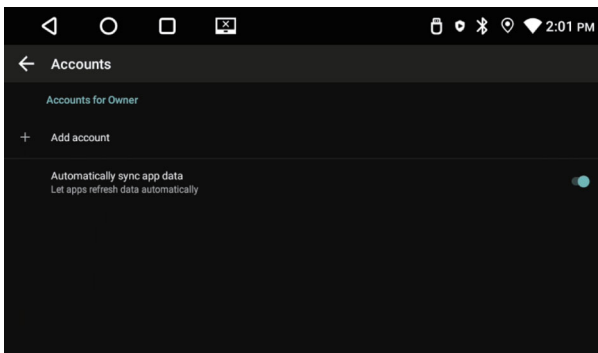 2:01 PM
Accounts
Accounts for Owner
Add account
Automatically sync app data
Let apps refresh data automatically